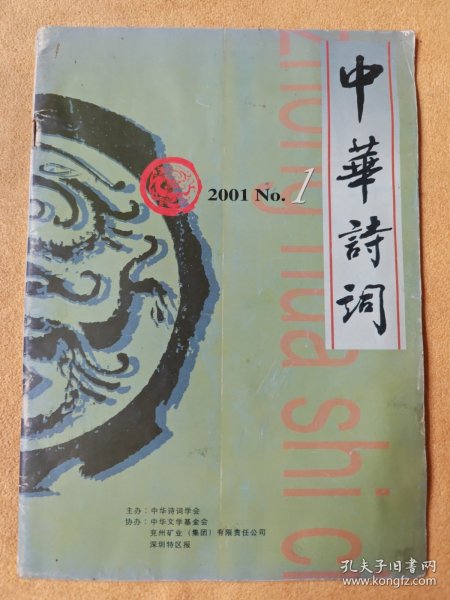 中華詩詞
zhong hua shi ci
2001 No.1
主办：中华诗词学会
协办：中华文学基金会
兖州矿业（集团）有限责任公司
深圳特区报
孔夫子旧书网
book.kongfz.com